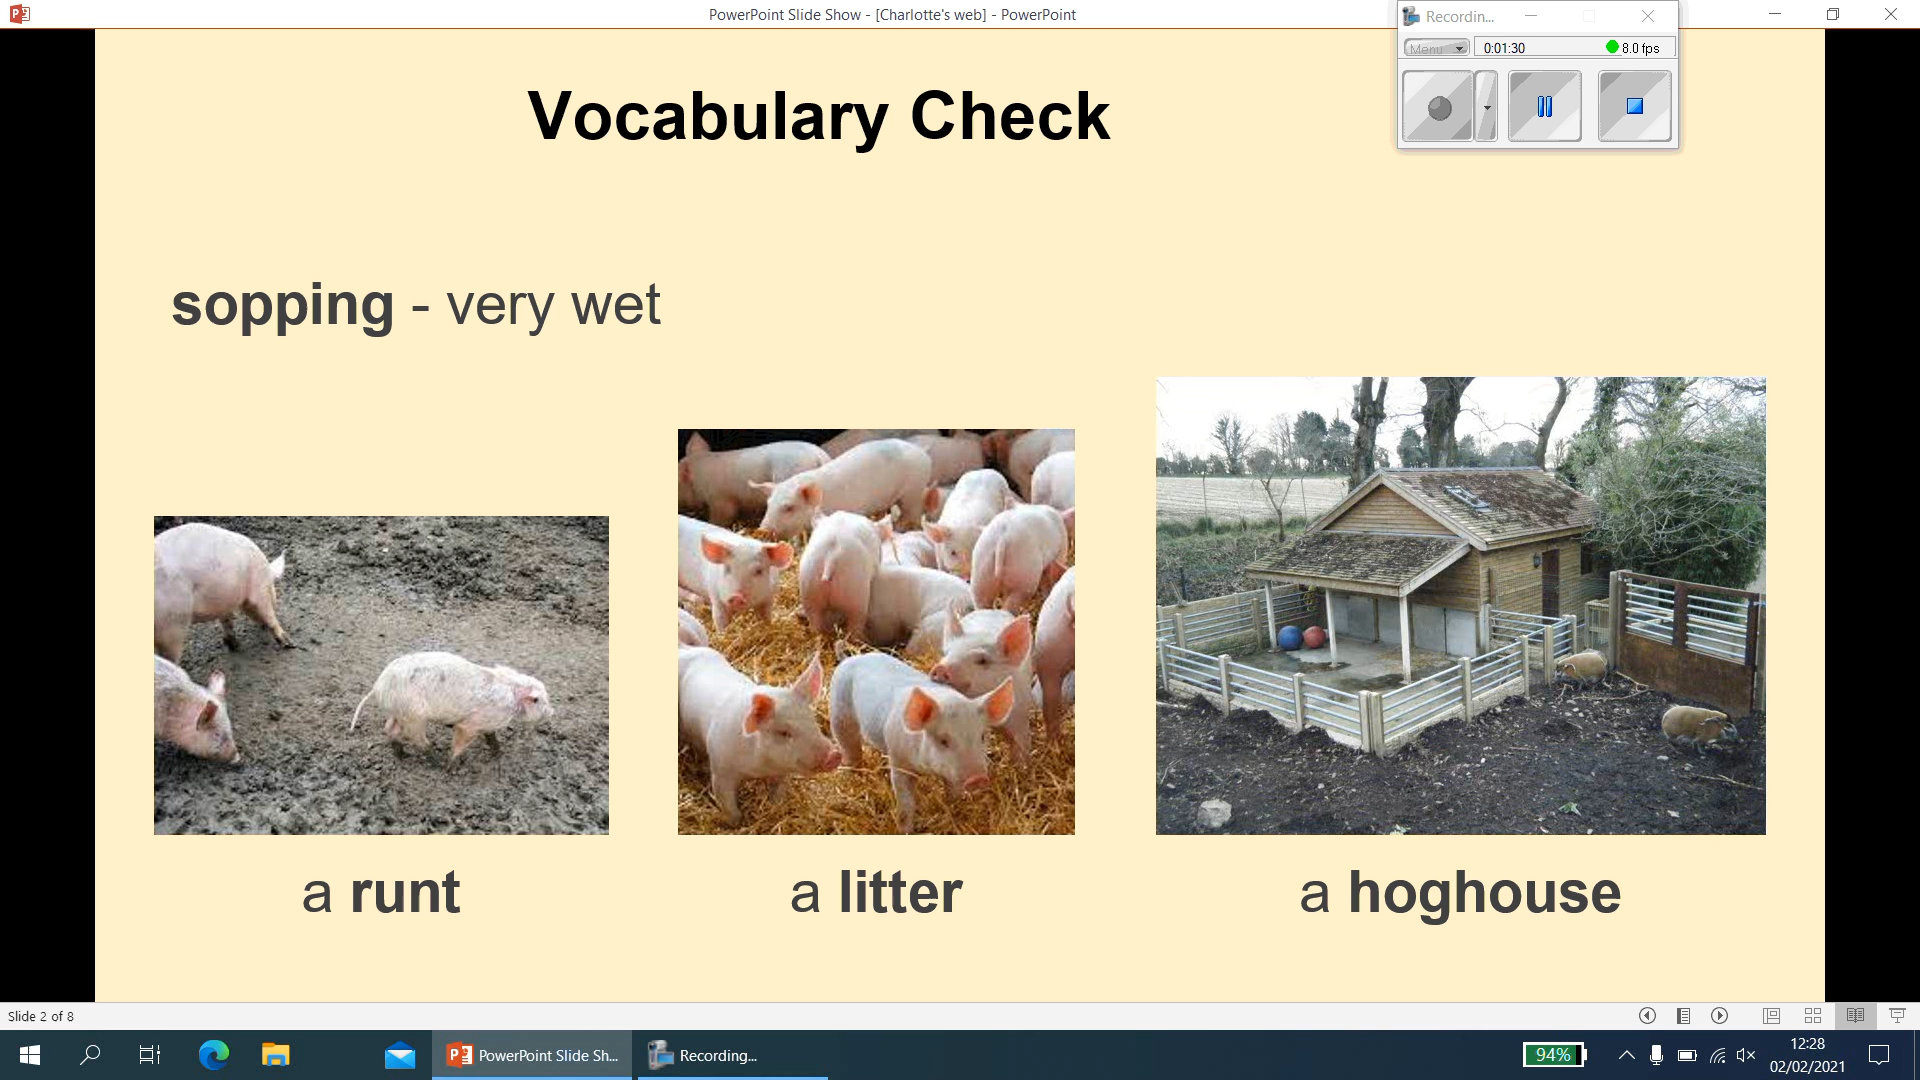 PowerPoint Slide Show - [Charlotte's web] - PowerPoint
Recordin...
Menu
0:01:30
8.0 fps
Vocabulary Check
sopping - very wet
a runt
a litter
a hoghouse
Slide 2 of 8
PowerPoint Slide Sh...
Recording...
94%
12:28
02/02/2021